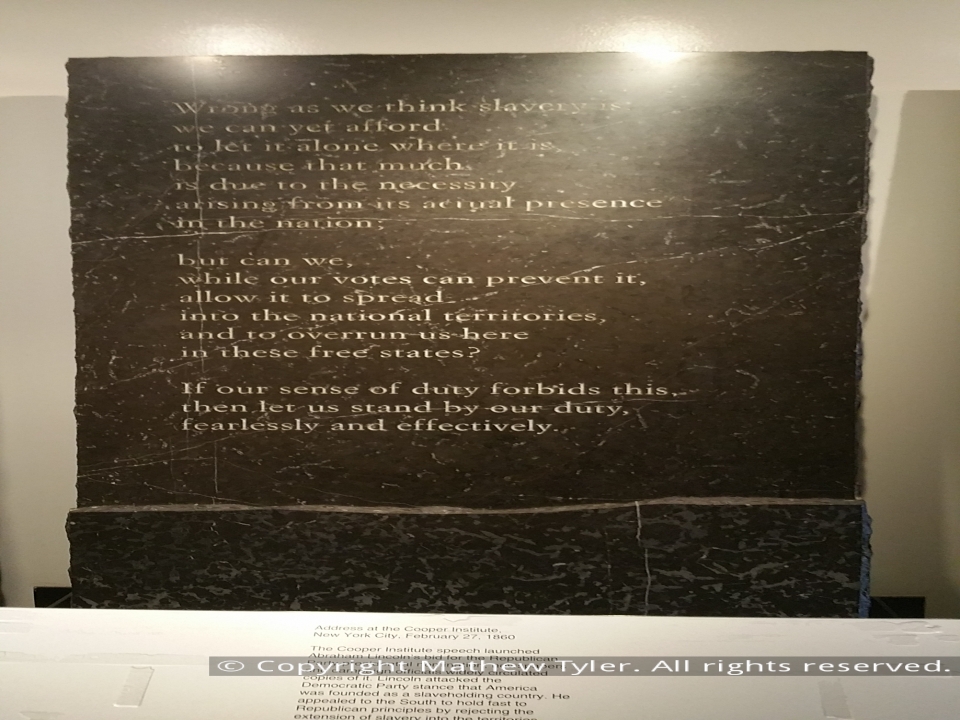 Wrong as we think slavery is
we can yet afford
to let it alone where it is
because that much
is due to the necessity
arising from its actual presence
in the nation;
but can we,
while our votes can prevent it,
allow it to spread
into the national territories,
and to overrun us here
in these free states?
If our sense of duty forbids this,
then let us stand by our duty,
fearlessly and effectively.
Address at the Cooper Institute,
New York City, February 27, 1860
The Cooper Institute speech launched
Abraham Lincoln's bid for the Republican
© Copyright Mathew Tyler. All rights reserved.
copies of it. Lincoln attacked the
Democratic Party stance that America
was founded as a slaveholding country. He
appealed to the South to hold fast to
Republican principles by rejecting the
extension of slavery into the territories